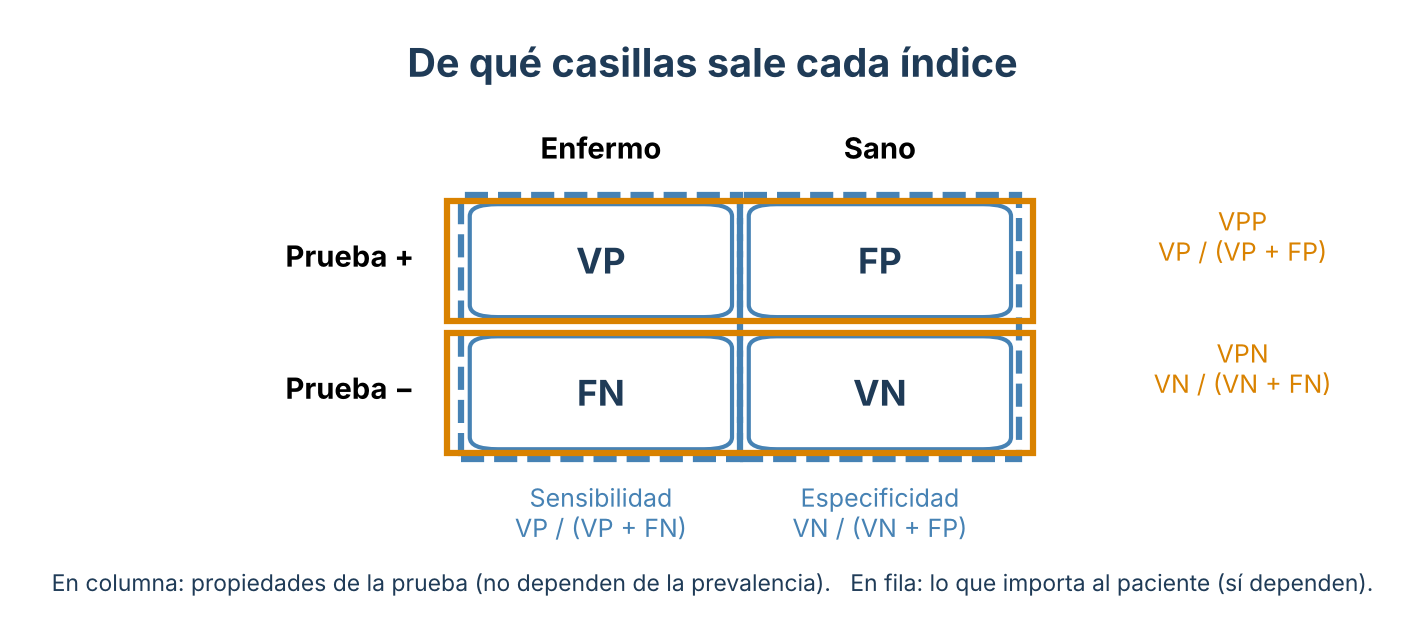 De qué casillas sale cada índice
Enfermo
Sano
Prueba +
VP
FP
VPP
VP / (VP + FP)
Prueba −
FN
VN
VPN
VN / (VN + FN)
Sensibilidad
VP / (VP + FN)
Especificidad
VN / (VN + FP)
En columna: propiedades de la prueba (no dependen de la prevalencia).   En fila: lo que importa al paciente (sí dependen).